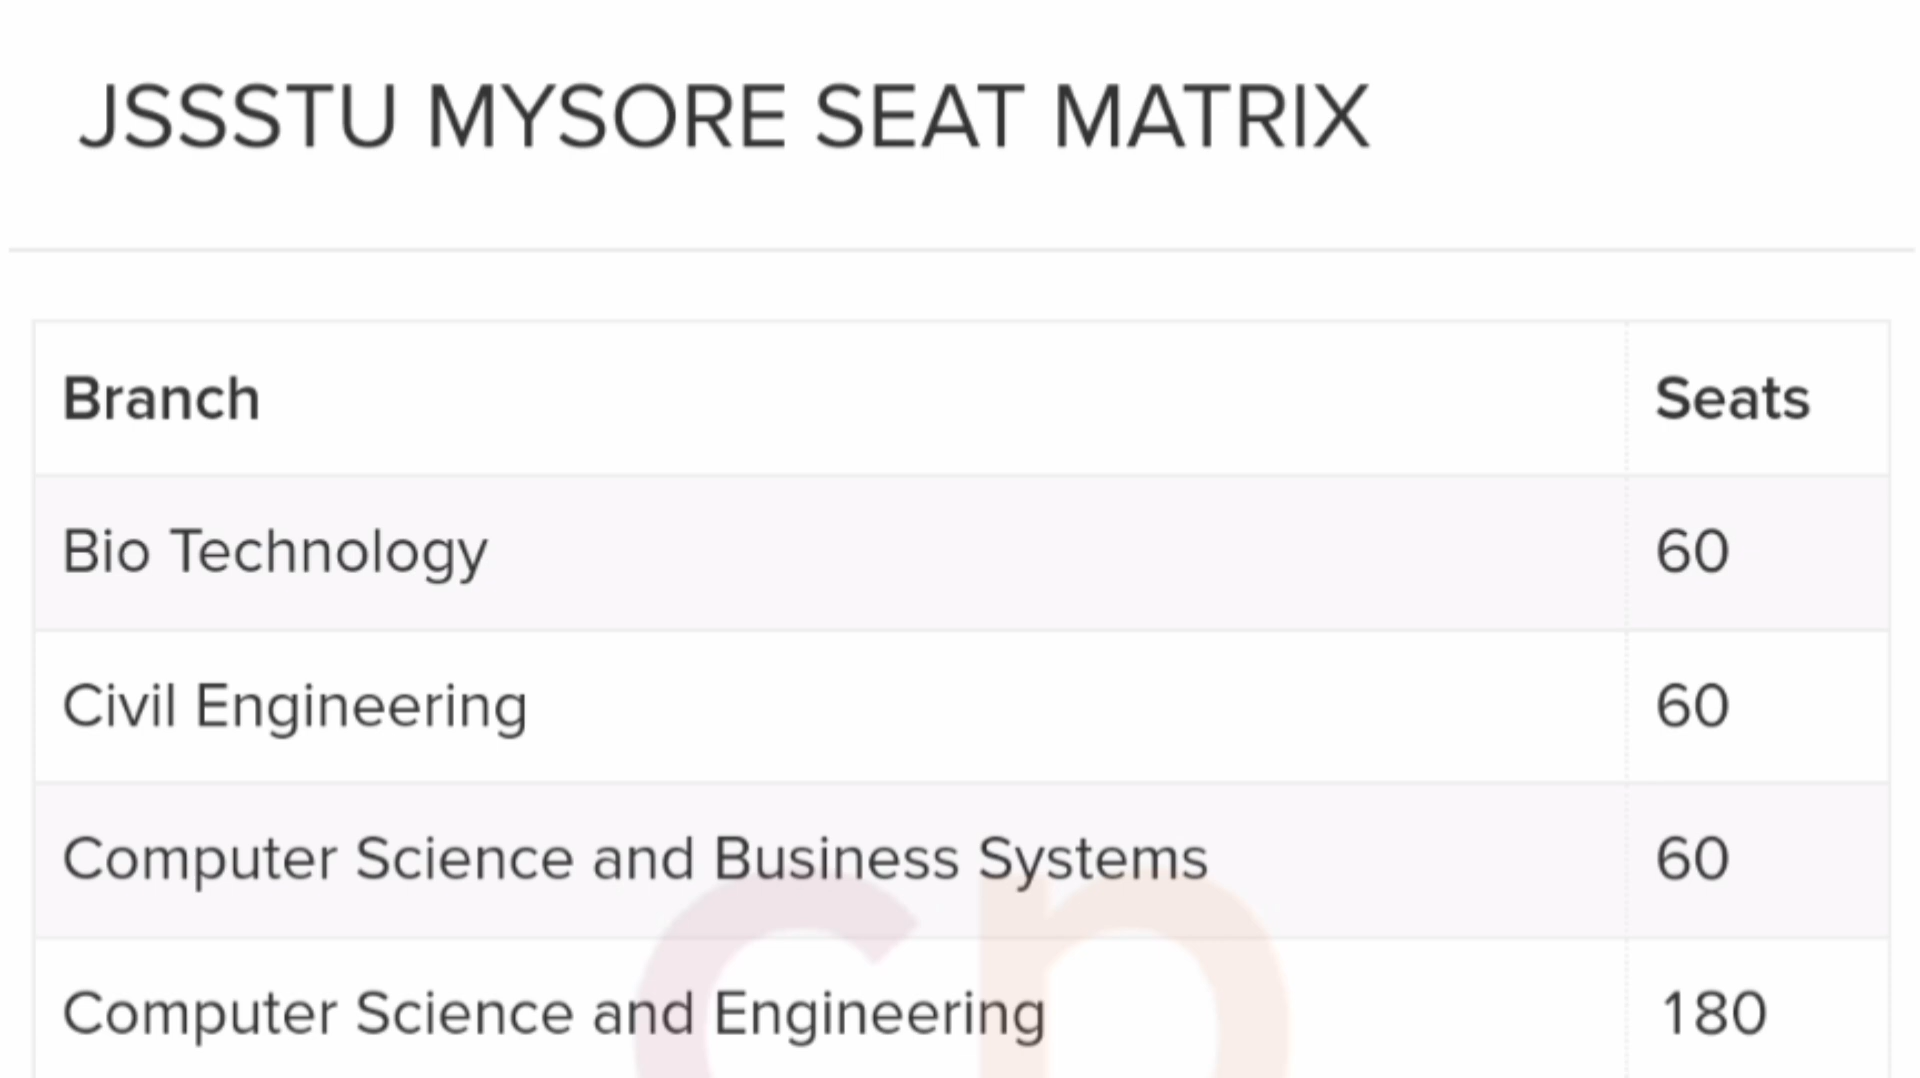 JSSSTU MYSORE SEAT MATRIX
Branch Seats
Bio Technology 60
Civil Engineering 60
Computer Science and Business Systems 60
Computer Science and Engineering 180